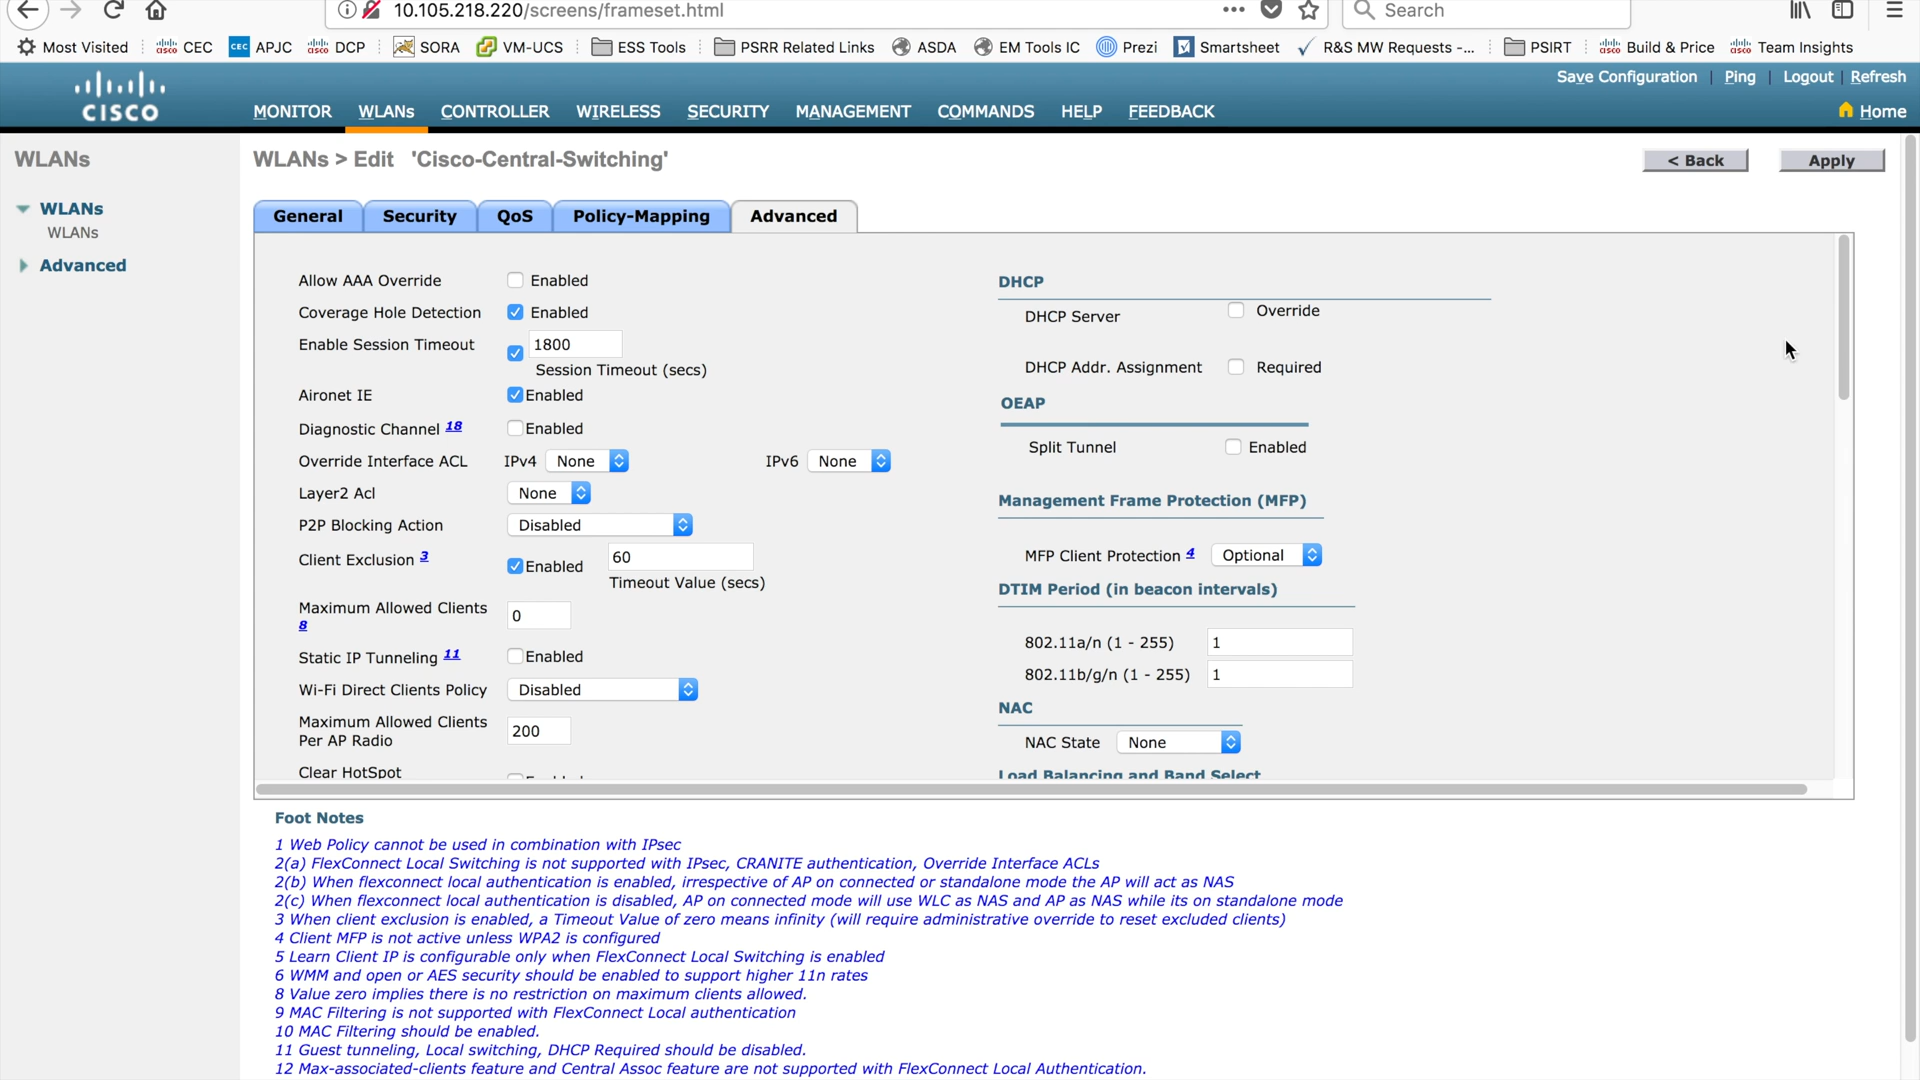 10.105.218.220/screens/frameset.html
Search
Most Visited CEC CEC APJC DCP SORA VM-UCS ESS Tools PSRR Related Links ASDA EM Tools IC Prezi Smartsheet R&S MW Requests -... PSIRT Build & Price Team Insights
Save Configuration | Ping | Logout | Refresh
CISCO
MONITOR WLANs CONTROLLER WIRELESS SECURITY MANAGEMENT COMMANDS HELP FEEDBACK
Home
WLANs
WLANs
WLANs
Advanced
WLANs > Edit 'Cisco-Central-Switching'
< Back
Apply
General Security QoS Policy-Mapping Advanced
Allow AAA Override Enabled
Coverage Hole Detection Enabled
Enable Session Timeout 1800
Session Timeout (secs)
Aironet IE Enabled
Diagnostic Channel 18 Enabled
Override Interface ACL IPv4 None IPv6 None
Layer2 Acl None
P2P Blocking Action Disabled
Client Exclusion 3 Enabled 60
Timeout Value (secs)
Maximum Allowed Clients
8
0
Static IP Tunneling 11 Enabled
Wi-Fi Direct Clients Policy Disabled
Maximum Allowed Clients
Per AP Radio
200
Clear HotSpot
DHCP
DHCP Server Override
DHCP Addr. Assignment Required
OEAP
Split Tunnel Enabled
Management Frame Protection (MFP)
MFP Client Protection 4 Optional
DTIM Period (in beacon intervals)
802.11a/n (1 - 255) 1
802.11b/g/n (1 - 255) 1
NAC
NAC State None
Load Balancing and Band Select
Foot Notes
1 Web Policy cannot be used in combination with IPsec
2(a) FlexConnect Local Switching is not supported with IPsec, CRANITE authentication, Override Interface ACLs
2(b) When flexconnect local authentication is enabled, irrespective of AP on connected or standalone mode the AP will act as NAS
2(c) When flexconnect local authentication is disabled, AP on connected mode will use WLC as NAS and AP as NAS while its on standalone mode
3 When client exclusion is enabled, a Timeout Value of zero means infinity (will require administrative override to reset excluded clients)
4 Client MFP is not active unless WPA2 is configured
5 Learn Client IP is configurable only when FlexConnect Local Switching is enabled
6 WMM and open or AES security should be enabled to support higher 11n rates
8 Value zero implies there is no restriction on maximum clients allowed.
9 MAC Filtering is not supported with FlexConnect Local authentication
10 MAC Filtering should be enabled.
11 Guest tunneling, Local switching, DHCP Required should be disabled.
12 Max-associated-clients feature and Central Assoc feature are not supported with FlexConnect Local Authentication.